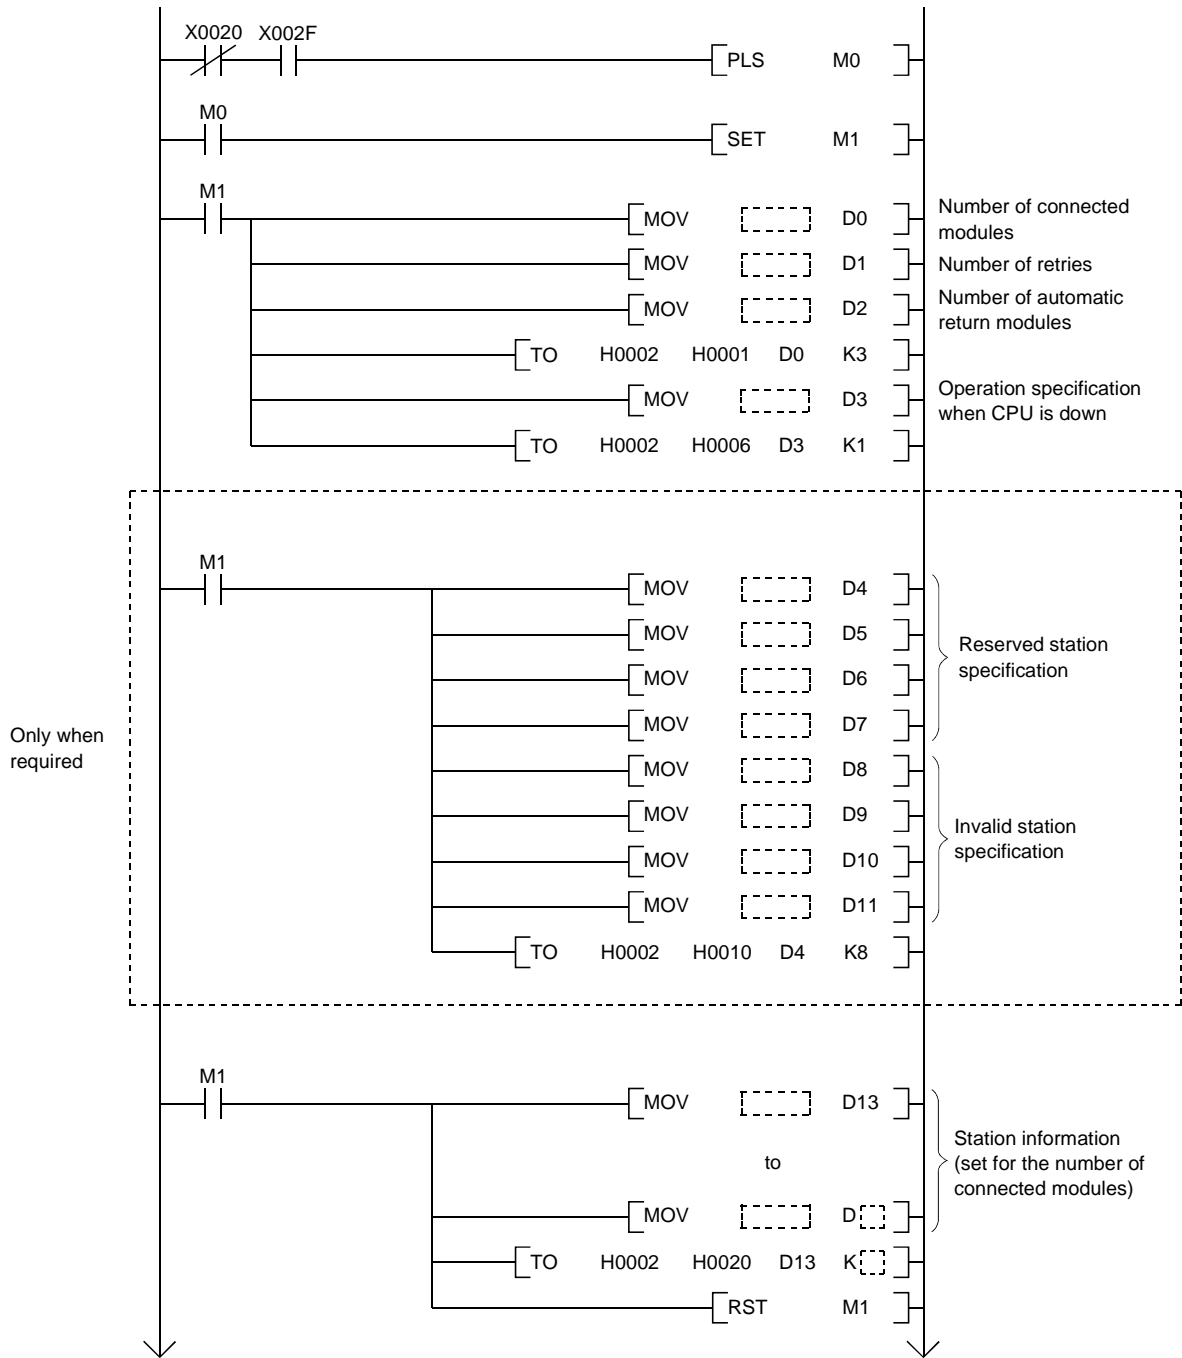 X0020 X002F
PLS M0
M0
SET M1
M1
MOV D0
Number of connected
modules
MOV D1
Number of retries
MOV D2
Number of automatic
return modules
TO H0002 H0001 D0 K3
MOV D3
Operation specification
when CPU is down
TO H0002 H0006 D3 K1
Only when
required
M1
MOV D4
MOV D5
MOV D6
MOV D7
Reserved station
specification
MOV D8
MOV D9
MOV D10
MOV D11
Invalid station
specification
TO H0002 H0010 D4 K8
M1
MOV D13
to
MOV D
Station information
(set for the number of
connected modules)
TO H0002 H0020 D13 K
RST M1